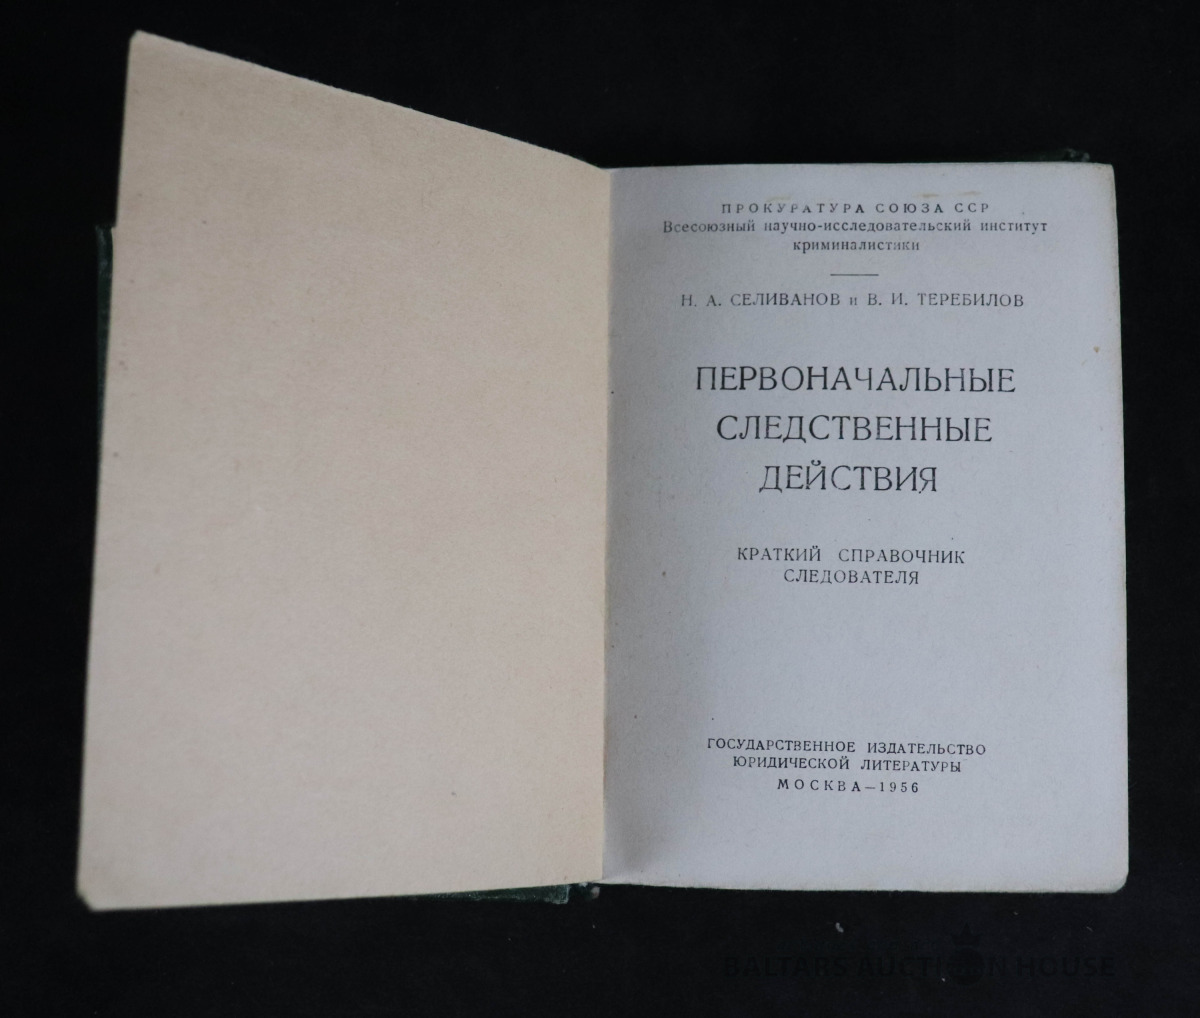 ПРОКУРАТУРА СОЮЗА ССР
Всесоюзный научно-исследовательский институт
криминалистики
Н. А. СЕЛИВАНОВ и В. И. ТЕРЕБИЛОВ
ПЕРВОНАЧАЛЬНЫЕ
СЛЕДСТВЕННЫЕ
ДЕЙСТВИЯ
КРАТКИЙ СПРАВОЧНИК
СЛЕДОВАТЕЛЯ
ГОСУДАРСТВЕННОЕ ИЗДАТЕЛЬСТВО
ЮРИДИЧЕСКОЙ ЛИТЕРАТУРЫ
МОСКВА—1956
BALTARS AUCTION HOUSE